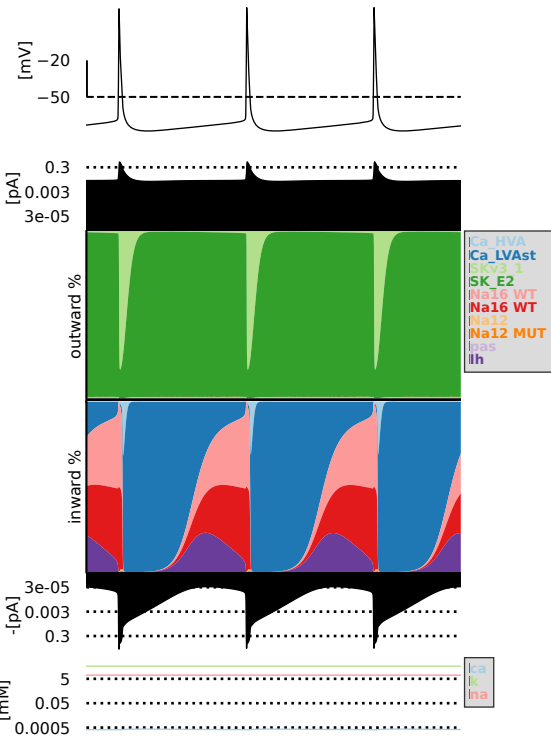 [mV]
−20
−50
[pA]
0.3
0.003
3e-05
outward %
Ca_HVA
Ca_LVAst
SKv3_1
SK_E2
Na16 WT
Na16 WT
Na12
Na12 MUT
pas
Ih
inward %
-[pA]
3e-05
0.003
0.3
[mM]
5
0.05
0.0005
ca
k
na